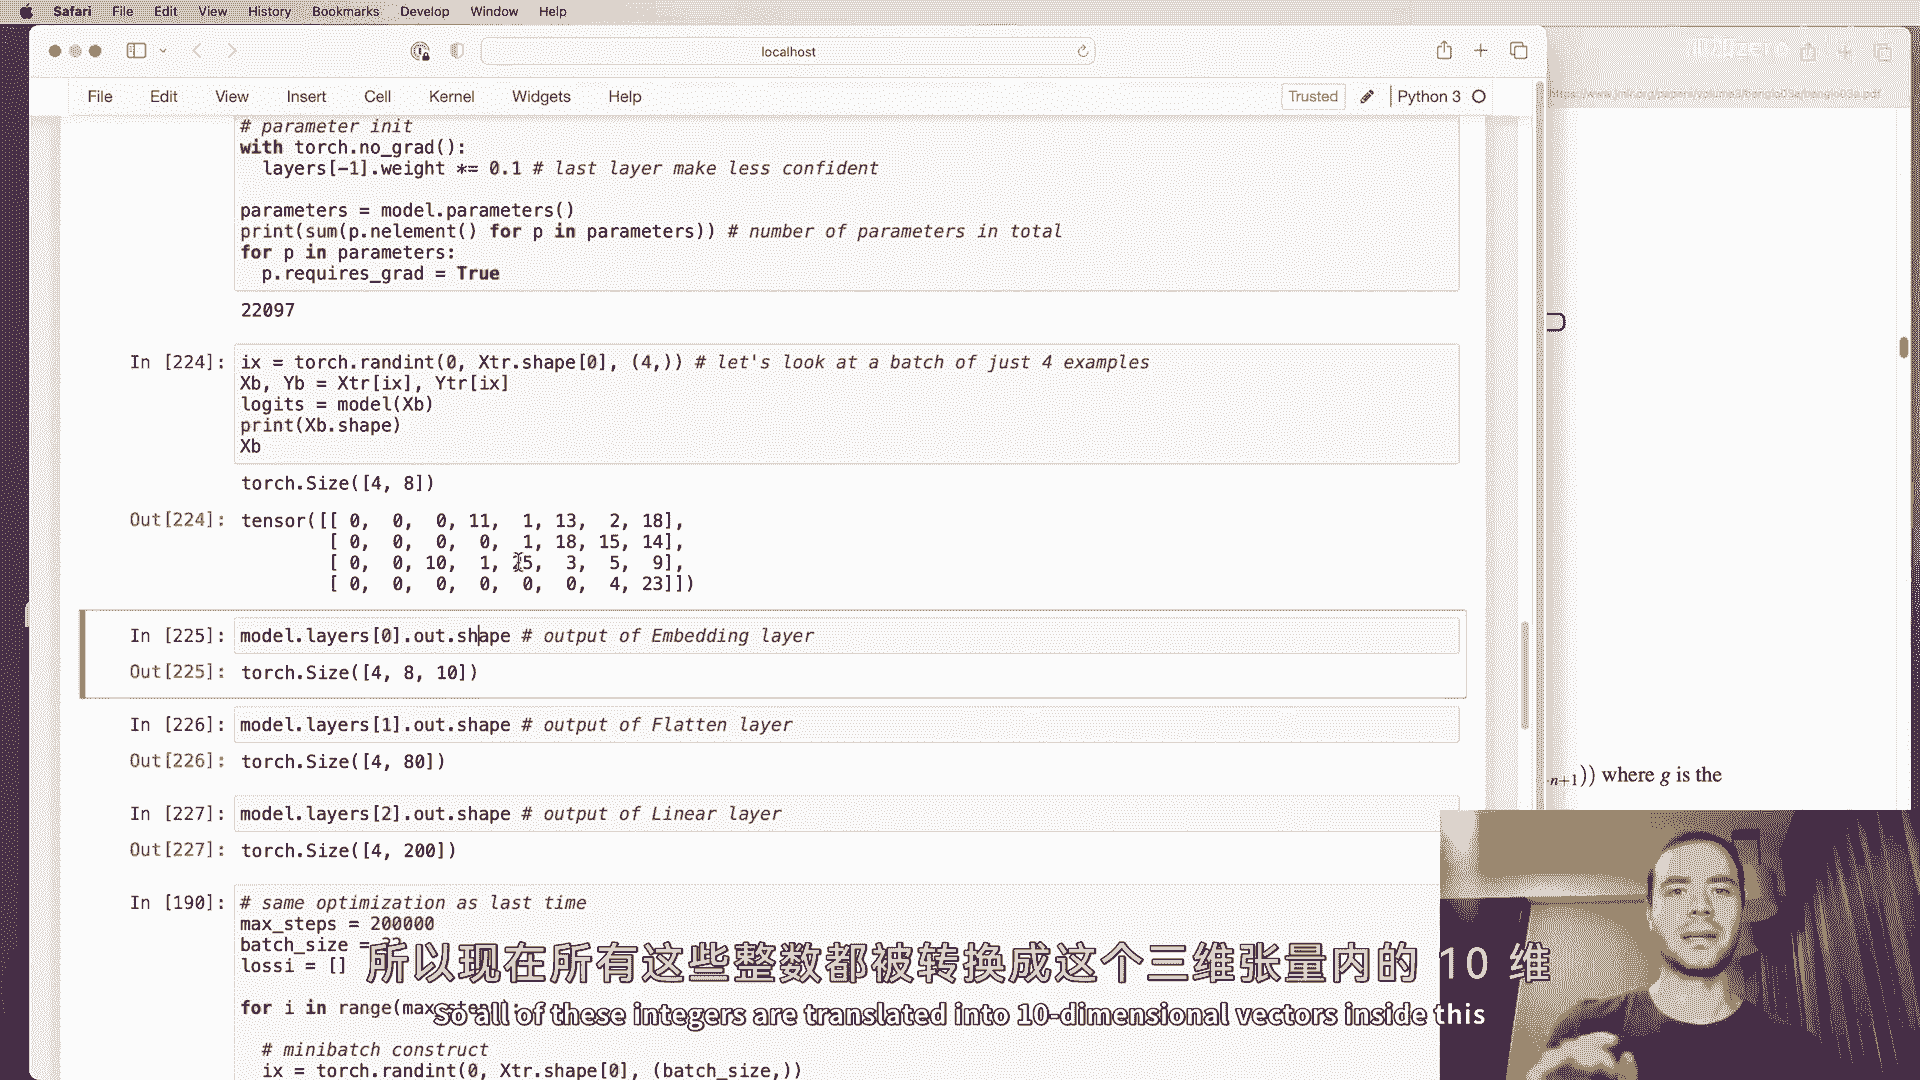 Safari File Edit View History Bookmarks Develop Window Help
localhost
File Edit View Insert Cell Kernel Widgets Help
Trusted Python 3
# parameter init
with torch.no_grad():
layers[-1].weight *= 0.1 # last layer make less confident
parameters = model.parameters()
print(sum(p.nelement() for p in parameters)) # number of parameters in total
for p in parameters:
p.requires_grad = True
22097
In [224]: ix = torch.randint(0, Xtr.shape[0], (4,)) # let's look at a batch of just 4 examples
Xb, Yb = Xtr[ix], Ytr[ix]
logits = model(Xb)
print(Xb.shape)
Xb
torch.Size([4, 8])
Out[224]: tensor([[ 0, 0, 0, 11, 1, 13, 2, 18],
[ 0, 0, 0, 0, 1, 18, 15, 14],
[ 0, 0, 10, 1, 25, 3, 5, 9],
[ 0, 0, 0, 0, 0, 0, 4, 23]])
In [225]: model.layers[0].out.shape # output of Embedding layer
Out[225]: torch.Size([4, 8, 10])
In [226]: model.layers[1].out.shape # output of Flatten layer
Out[226]: torch.Size([4, 80])
In [227]: model.layers[2].out.shape # output of Linear layer
Out[227]: torch.Size([4, 200])
In [190]: # same optimization as last time
max_steps = 200000
batch_size = 32
lossi = []
for i in range(max_steps):
# minibatch construct
ix = torch.randint(0, Xtr.shape[0], (batch_size,))
-n+1)) where g is the
所以现在所有这些整数都被转换成这个三维张量内的 10 维
So all of these integers are translated into 10-dimensional vectors inside this